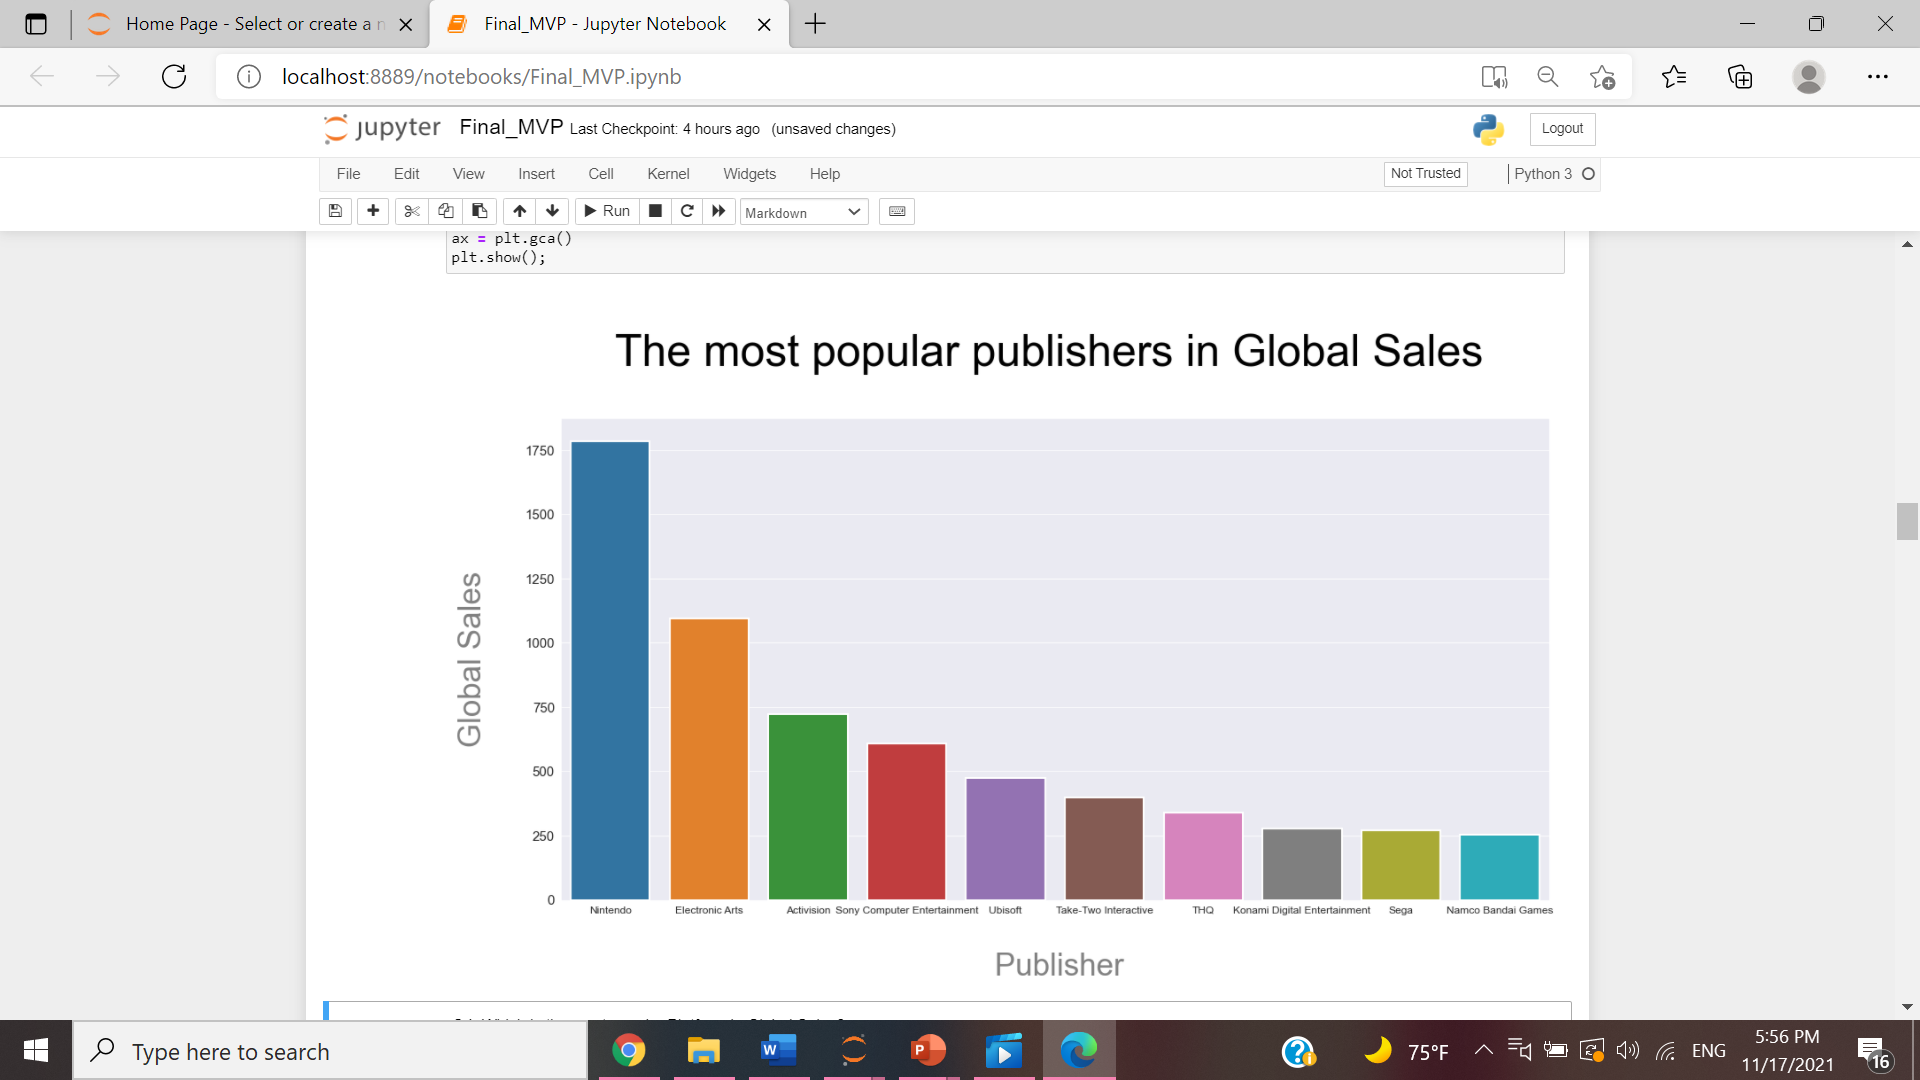 Home Page - Select or create a n
Final_MVP - Jupyter Notebook
localhost:8889/notebooks/Final_MVP.ipynb
jupyter Final_MVP Last Checkpoint: 4 hours ago (unsaved changes)
Logout
File Edit View Insert Cell Kernel Widgets Help
Not Trusted
Python 3
Run
Markdown
ax = plt.gca()
plt.show();
The most popular publishers in Global Sales
Global Sales
1750
1500
1250
1000
750
500
250
0
Nintendo Electronic Arts Activision Sony Computer Entertainment Ubisoft Take-Two Interactive THQ Konami Digital Entertainment Sega Namco Bandai Games
Publisher
Type here to search
75°F
ENG
5:56 PM
11/17/2021
16